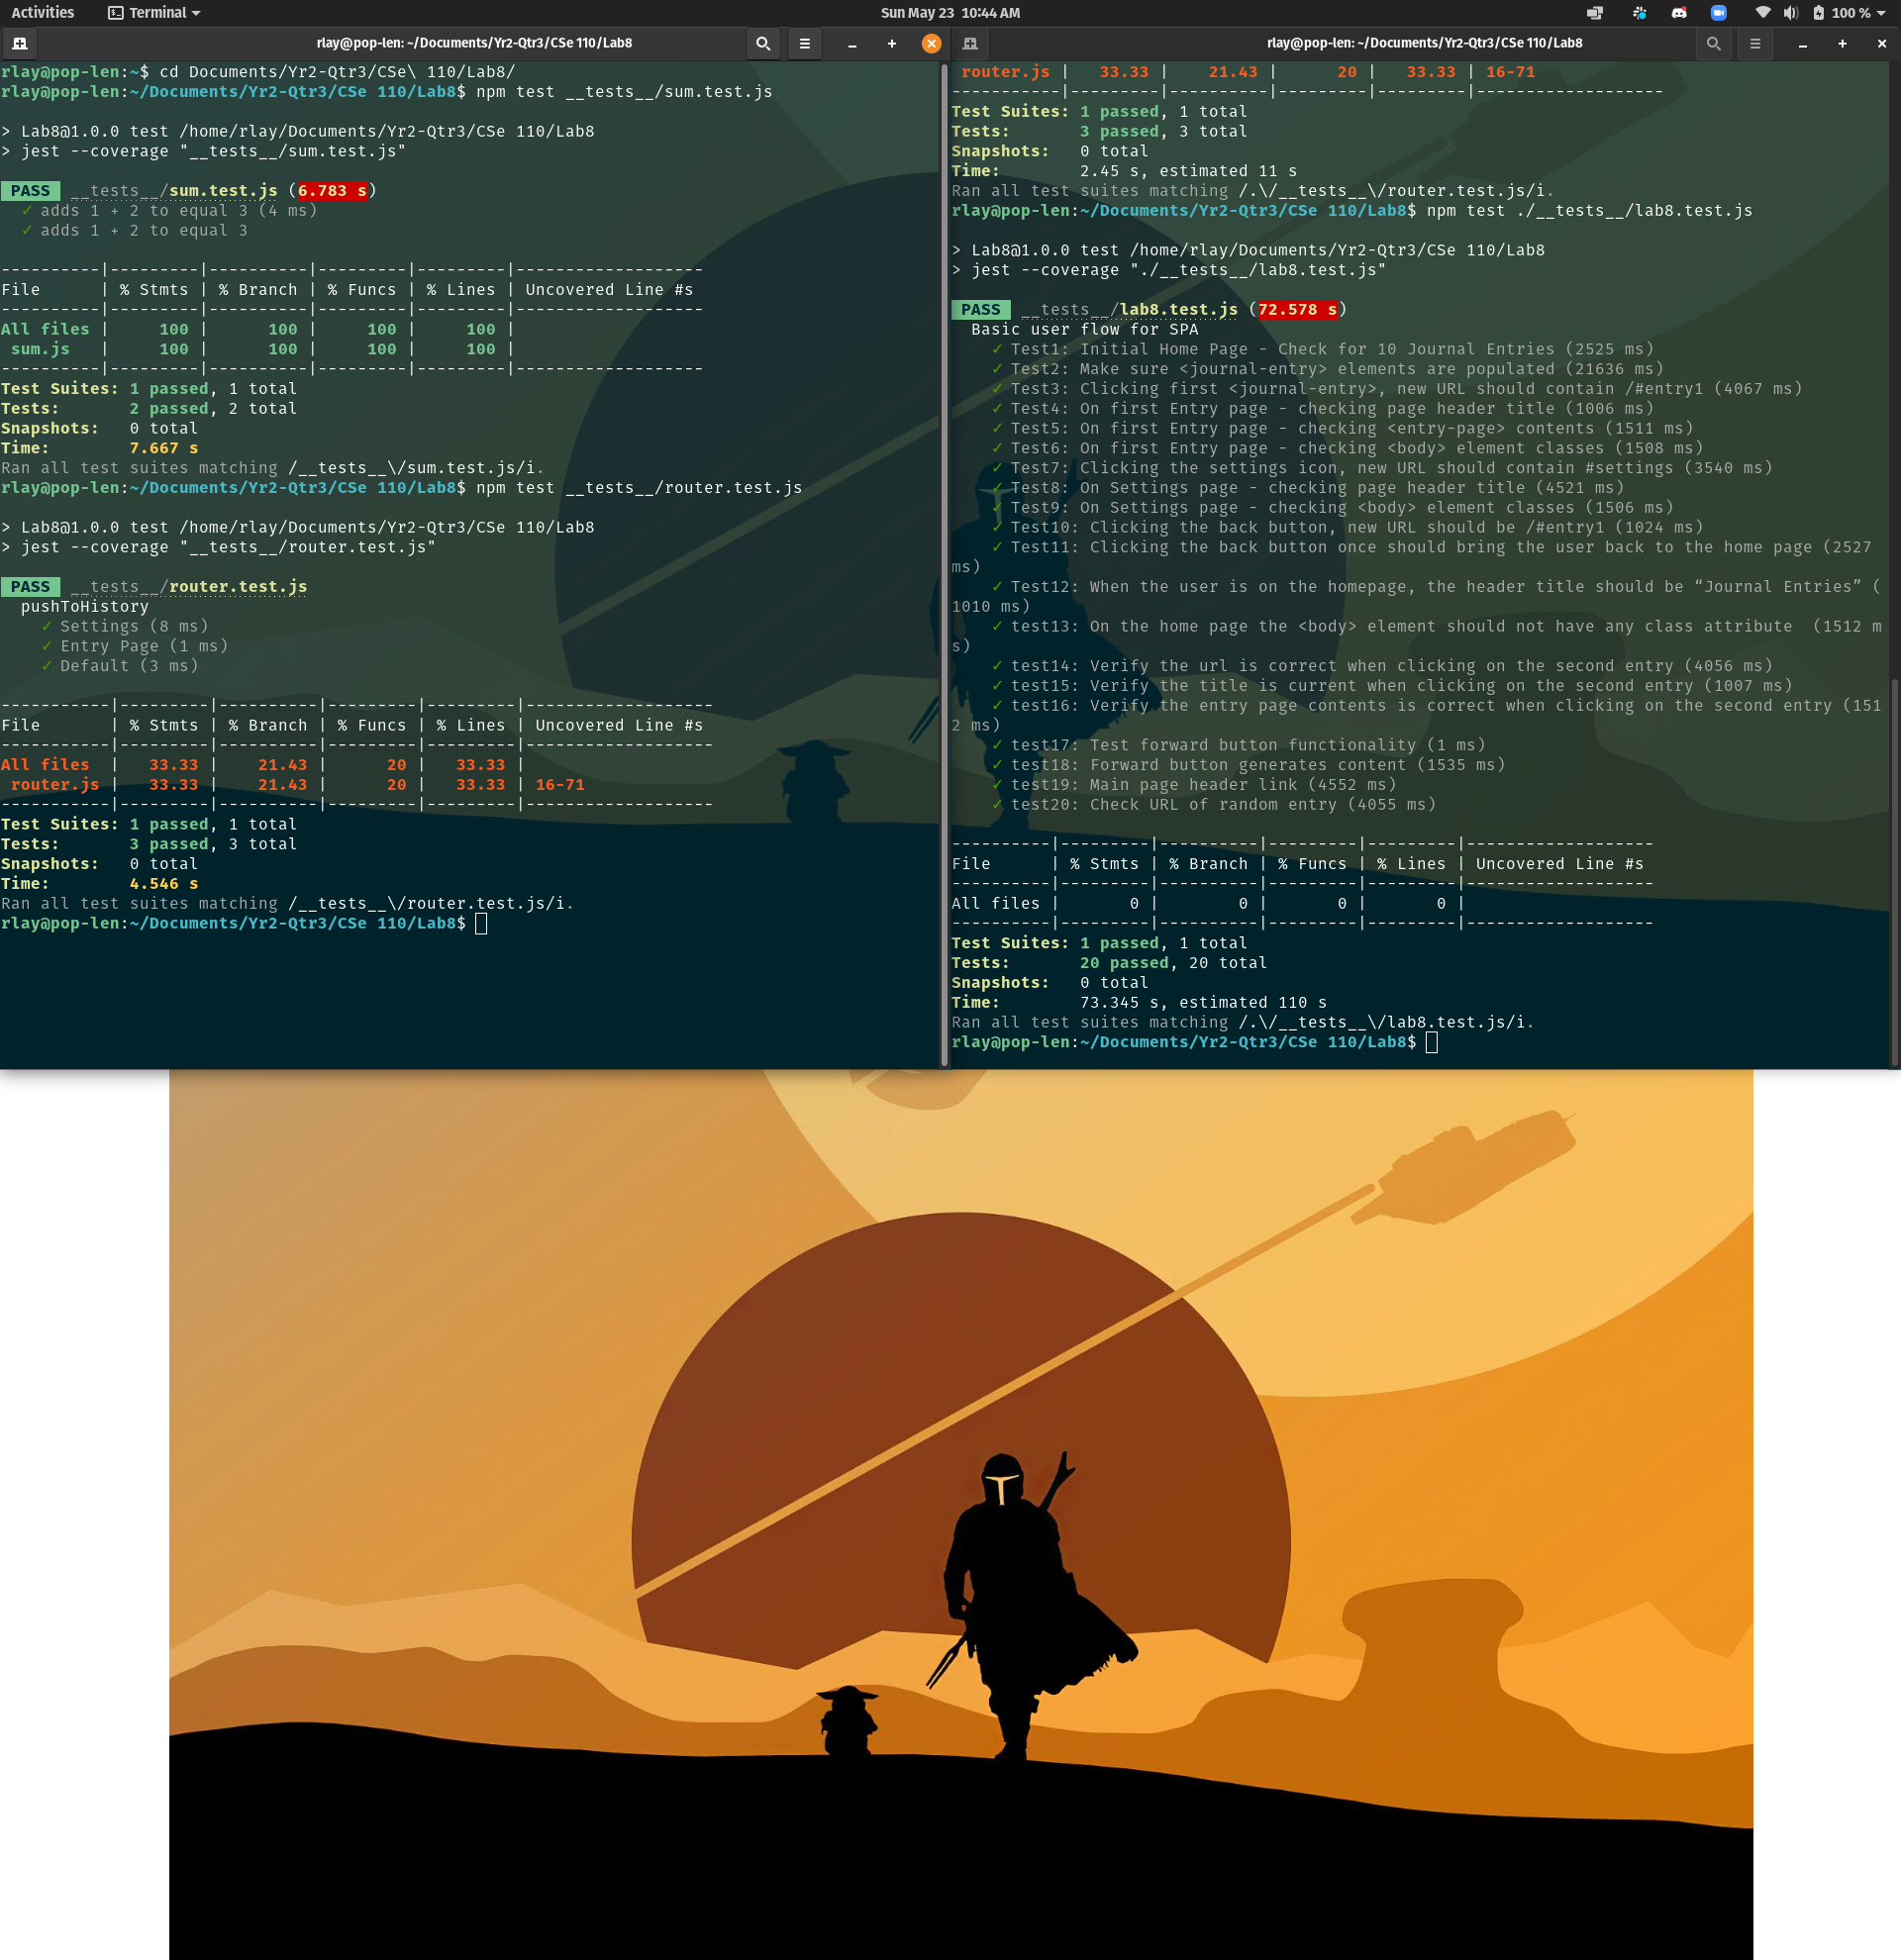 Activities Terminal Sun May 23 10:44 AM 100 %
rlay@pop-len: ~/Documents/Yr2-Qtr3/CSe 110/Lab8
rlay@pop-len:~$ cd Documents/Yr2-Qtr3/CSe\ 110/Lab8/
rlay@pop-len:~/Documents/Yr2-Qtr3/CSe 110/Lab8$ npm test __tests__/sum.test.js
> Lab8@1.0.0 test /home/rlay/Documents/Yr2-Qtr3/CSe 110/Lab8
> jest --coverage "__tests__/sum.test.js"
PASS __tests__/sum.test.js (6.783 s)
✓ adds 1 + 2 to equal 3 (4 ms)
✓ adds 1 + 2 to equal 3
----------|---------|----------|---------|---------|-------------------
File      | % Stmts | % Branch | % Funcs | % Lines | Uncovered Line #s
----------|---------|----------|---------|---------|-------------------
All files |     100 |      100 |     100 |     100 |
 sum.js   |     100 |      100 |     100 |     100 |
----------|---------|----------|---------|---------|-------------------
Test Suites: 1 passed, 1 total
Tests:       2 passed, 2 total
Snapshots:   0 total
Time:        7.667 s
Ran all test suites matching /__tests__\/sum.test.js/i.
rlay@pop-len:~/Documents/Yr2-Qtr3/CSe 110/Lab8$ npm test __tests__/router.test.js
> Lab8@1.0.0 test /home/rlay/Documents/Yr2-Qtr3/CSe 110/Lab8
> jest --coverage "__tests__/router.test.js"
PASS __tests__/router.test.js
pushToHistory
✓ Settings (8 ms)
✓ Entry Page (1 ms)
✓ Default (3 ms)
-----------|---------|----------|---------|---------|-------------------
File       | % Stmts | % Branch | % Funcs | % Lines | Uncovered Line #s
-----------|---------|----------|---------|---------|-------------------
All files  |   33.33 |    21.43 |      20 |   33.33 |
 router.js |   33.33 |    21.43 |      20 |   33.33 | 16-71
-----------|---------|----------|---------|---------|-------------------
Test Suites: 1 passed, 1 total
Tests:       3 passed, 3 total
Snapshots:   0 total
Time:        4.546 s
Ran all test suites matching /__tests__\/router.test.js/i.
rlay@pop-len:~/Documents/Yr2-Qtr3/CSe 110/Lab8$
rlay@pop-len: ~/Documents/Yr2-Qtr3/CSe 110/Lab8
 router.js |   33.33 |    21.43 |      20 |   33.33 | 16-71
-----------|---------|----------|---------|---------|-------------------
Test Suites: 1 passed, 1 total
Tests:       3 passed, 3 total
Snapshots:   0 total
Time:        2.45 s, estimated 11 s
Ran all test suites matching /.\/__tests__\/router.test.js/i.
rlay@pop-len:~/Documents/Yr2-Qtr3/CSe 110/Lab8$ npm test ./__tests__/lab8.test.js
> Lab8@1.0.0 test /home/rlay/Documents/Yr2-Qtr3/CSe 110/Lab8
> jest --coverage "./__tests__/lab8.test.js"
PASS __tests__/lab8.test.js (72.578 s)
Basic user flow for SPA
✓ Test1: Initial Home Page - Check for 10 Journal Entries (2525 ms)
✓ Test2: Make sure <journal-entry> elements are populated (21636 ms)
✓ Test3: Clicking first <journal-entry>, new URL should contain /#entry1 (4067 ms)
✓ Test4: On first Entry page - checking page header title (1006 ms)
✓ Test5: On first Entry page - checking <entry-page> contents (1511 ms)
✓ Test6: On first Entry page - checking <body> element classes (1508 ms)
✓ Test7: Clicking the settings icon, new URL should contain #settings (3540 ms)
✓ Test8: On Settings page - checking page header title (4521 ms)
✓ Test9: On Settings page - checking <body> element classes (1506 ms)
✓ Test10: Clicking the back button, new URL should be /#entry1 (1024 ms)
✓ Test11: Clicking the back button once should bring the user back to the home page (2527
ms)
✓ Test12: When the user is on the homepage, the header title should be “Journal Entries” (
1010 ms)
✓ test13: On the home page the <body> element should not have any class attribute  (1512 m
s)
✓ test14: Verify the url is correct when clicking on the second entry (4056 ms)
✓ test15: Verify the title is current when clicking on the second entry (1007 ms)
✓ test16: Verify the entry page contents is correct when clicking on the second entry (151
2 ms)
✓ test17: Test forward button functionality (1 ms)
✓ test18: Forward button generates content (1535 ms)
✓ test19: Main page header link (4552 ms)
✓ test20: Check URL of random entry (4055 ms)
----------|---------|----------|---------|---------|-------------------
File      | % Stmts | % Branch | % Funcs | % Lines | Uncovered Line #s
----------|---------|----------|---------|---------|-------------------
All files |       0 |        0 |       0 |       0 |
----------|---------|----------|---------|---------|-------------------
Test Suites: 1 passed, 1 total
Tests:       20 passed, 20 total
Snapshots:   0 total
Time:        73.345 s, estimated 110 s
Ran all test suites matching /.\/__tests__\/lab8.test.js/i.
rlay@pop-len:~/Documents/Yr2-Qtr3/CSe 110/Lab8$